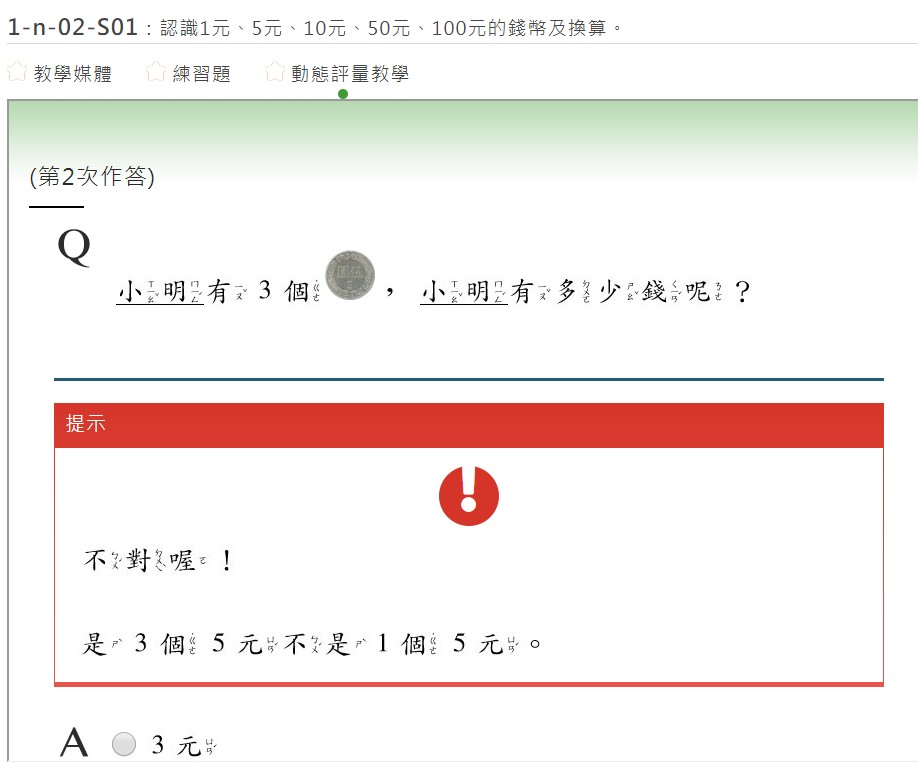 1-n-02-S01：認識1元、5元、10元、50元、100元的錢幣及換算。
教學媒體 練習題 動態評量教學
(第2次作答)
Q
小明有 3 個 ， 小明有多少錢呢？
提示
不對喔！
是 3 個 5 元不是 1 個 5 元。
A 3 元